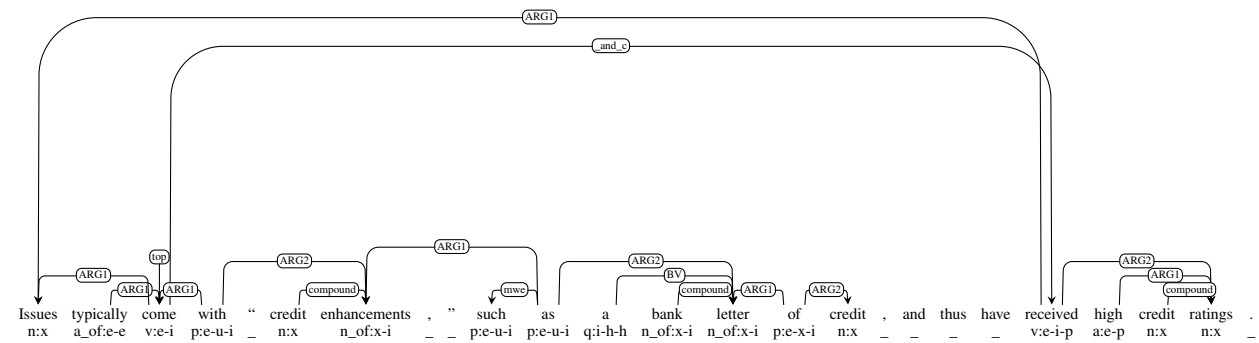 ARG1
_and_c
ARG1
top
ARG2 ARG2 BV ARG2
ARG1 ARG1 ARG1 compound mwe compound ARG1 ARG2 ARG1 compound
Issues typically come with “ credit enhancements , ” such as a bank letter of credit , and thus have received high credit ratings .
n:x a_of:e-e v:e-i p:e-u-i _ n:x n_of:x-i _ _ p:e-u-i p:e-u-i q:i-h-h n_of:x-i n_of:x-i p:e-x-i n:x _ _ _ _ v:e-i-p a:e-p n:x n:x _